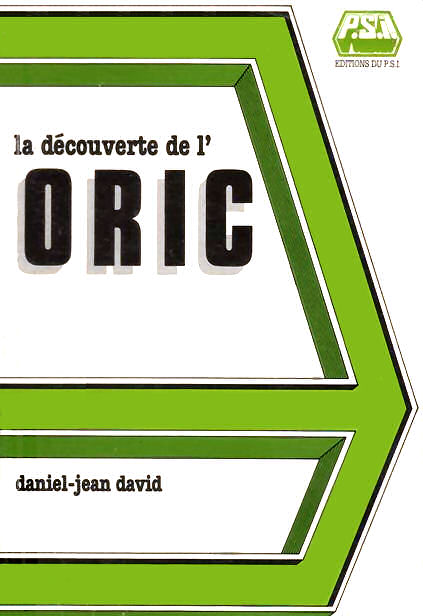 P.S.I
EDITIONS DU P.S.I.
la découverte de l'
ORIC
daniel-jean david